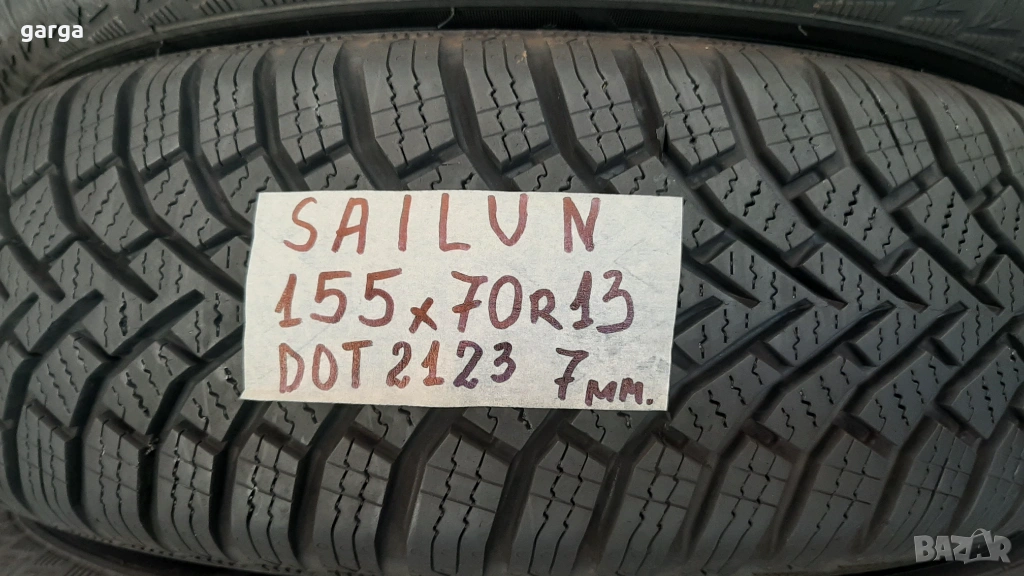 garga
SAILUN
155x70R13
DOT 2123 7мм.
BAZAR